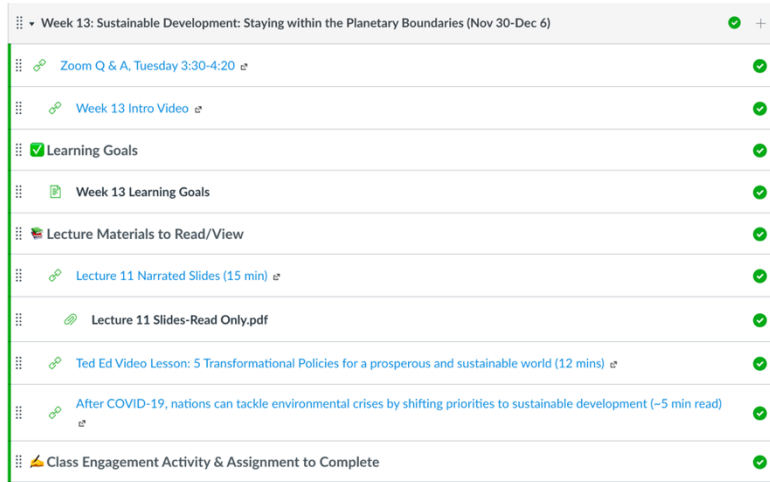 Week 13: Sustainable Development: Staying within the Planetary Boundaries (Nov 30-Dec 6)
Zoom Q & A, Tuesday 3:30-4:20
Week 13 Intro Video
Learning Goals
Week 13 Learning Goals
Lecture Materials to Read/View
Lecture 11 Narrated Slides (15 min)
Lecture 11 Slides-Read Only.pdf
Ted Ed Video Lesson: 5 Transformational Policies for a prosperous and sustainable world (12 mins)
After COVID-19, nations can tackle environmental crises by shifting priorities to sustainable development (~5 min read)
Class Engagement Activity & Assignment to Complete